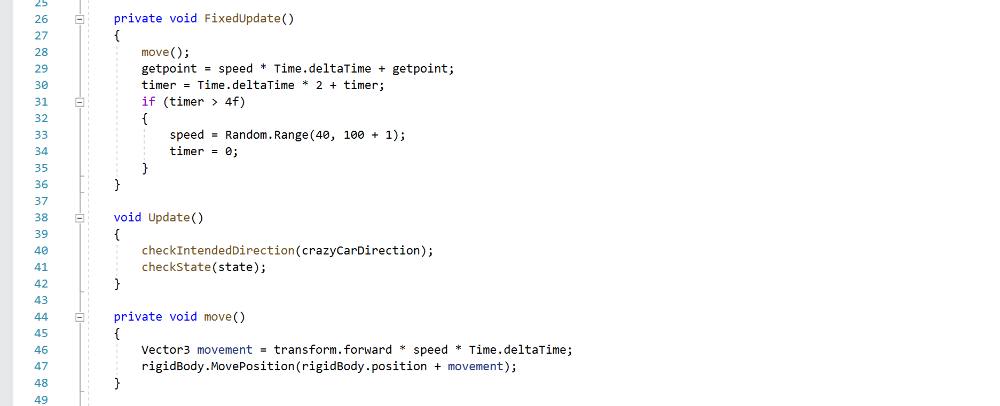 25
26 private void FixedUpdate()
27 {
28 move();
29 getpoint = speed * Time.deltaTime + getpoint;
30 timer = Time.deltaTime * 2 + timer;
31 if (timer > 4f)
32 {
33 speed = Random.Range(40, 100 + 1);
34 timer = 0;
35 }
36 }
37
38 void Update()
39 {
40 checkIntendedDirection(crazyCarDirection);
41 checkState(state);
42 }
43
44 private void move()
45 {
46 Vector3 movement = transform.forward * speed * Time.deltaTime;
47 rigidBody.MovePosition(rigidBody.position + movement);
48 }
49